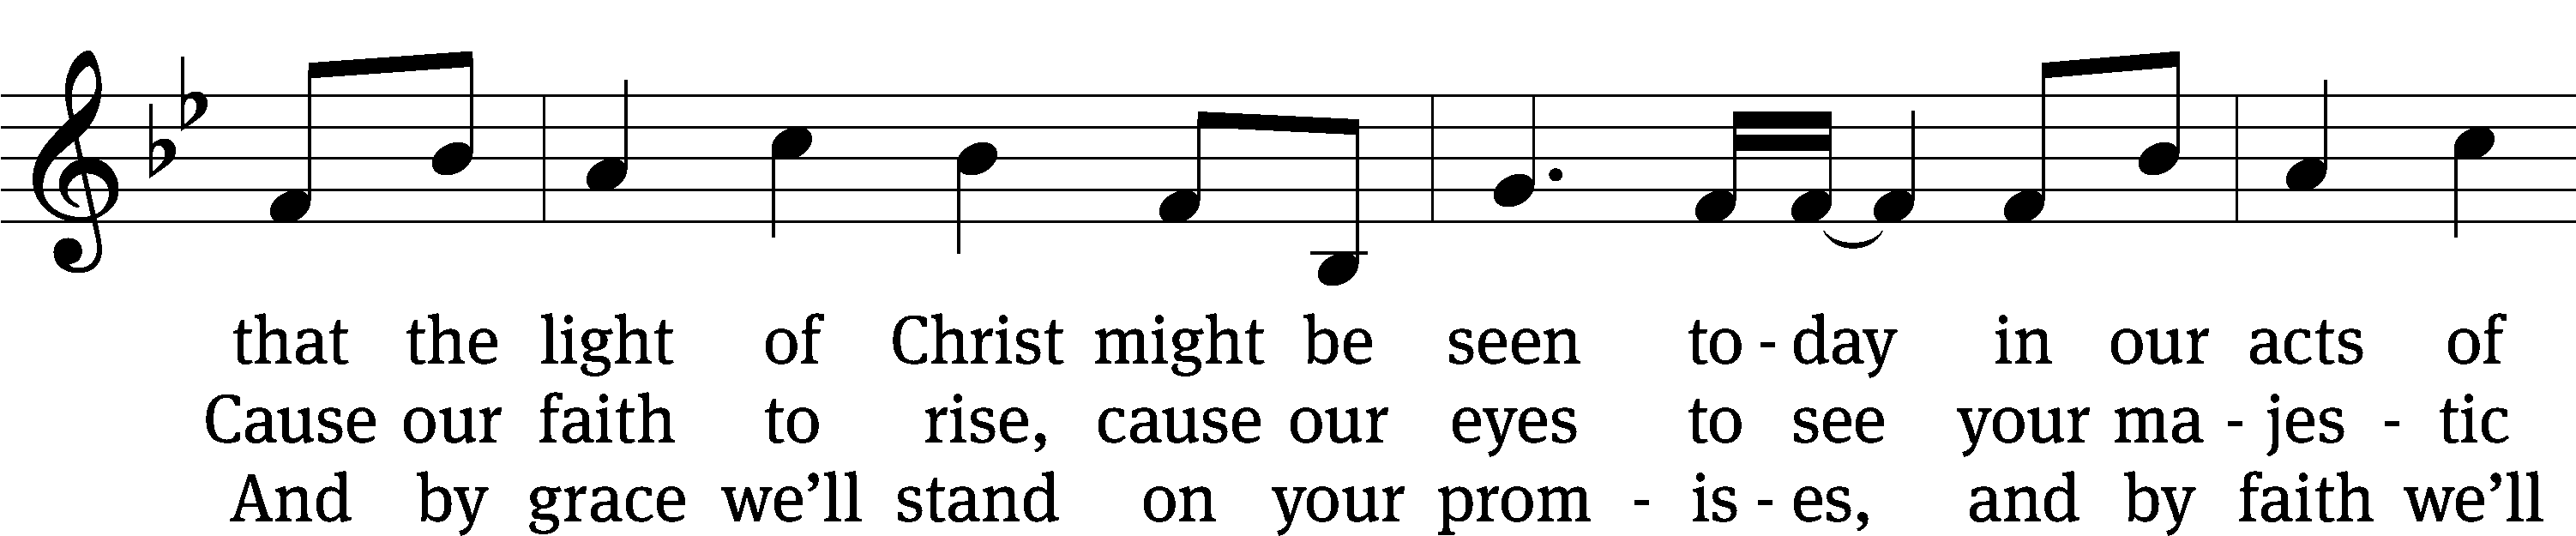 that the light of Christ might be seen to - day in our acts of
Cause our faith to rise, cause our eyes to see your ma - jes - tic
And by grace we’ll stand on your prom - is - es, and by faith we’ll